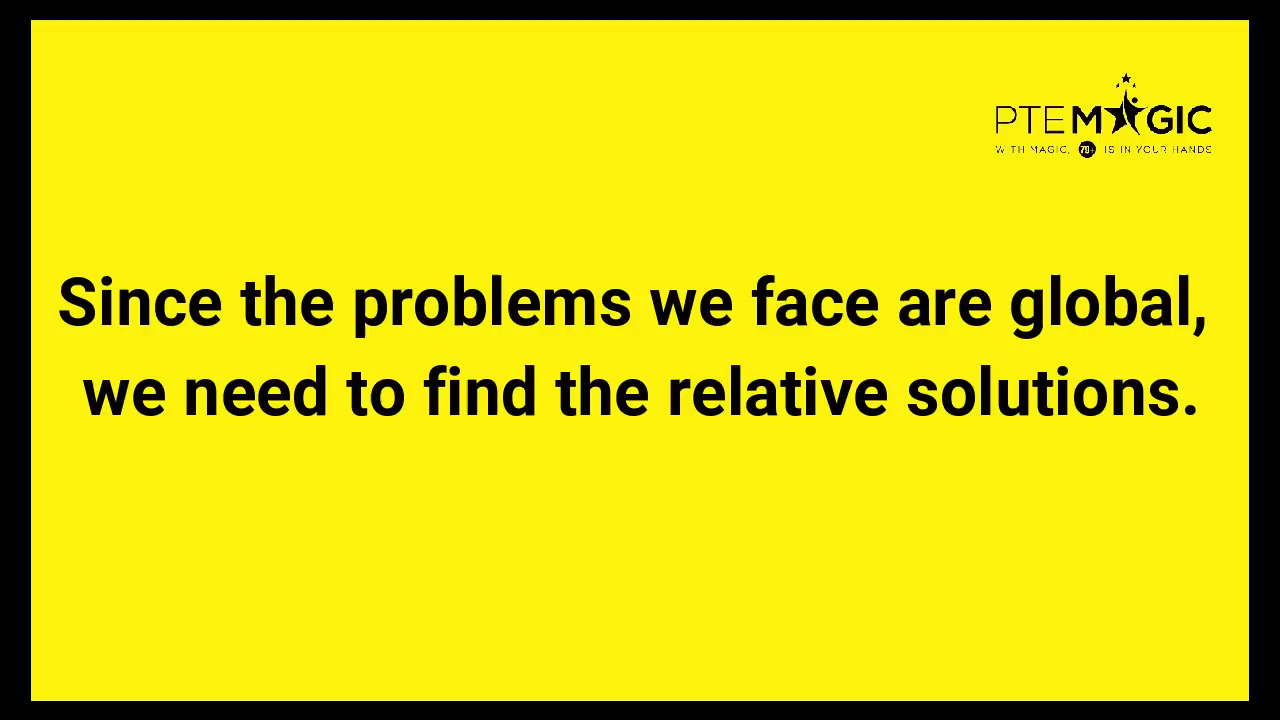 PTEMAGIC
WITH MAGIC, 79+ IS IN YOUR HANDS
Since the problems we face are global,
we need to find the relative solutions.